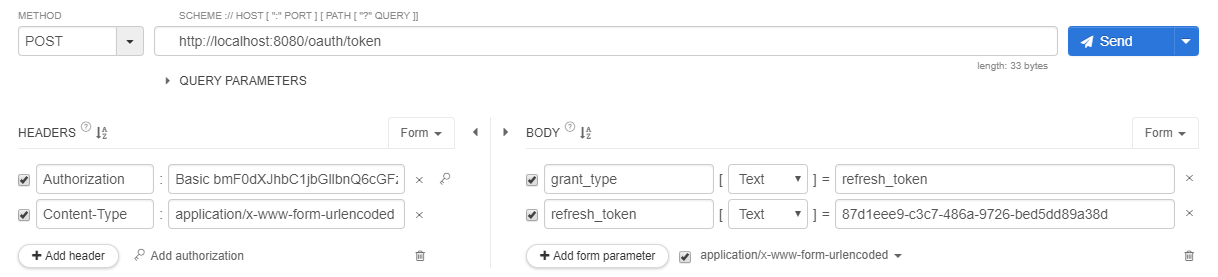 METHOD
SCHEME :// HOST [ ":" PORT ] [ PATH [ "?" QUERY ]]
POST
http://localhost:8080/oauth/token
Send
length: 33 bytes
QUERY PARAMETERS
HEADERS ? Form
BODY ? Form
Authorization : Basic bmF0dXJhbC1jbGllbnQ6cGFz ×
grant_type [ Text ] = refresh_token ×
Content-Type : application/x-www-form-urlencoded ×
refresh_token [ Text ] = 87d1eee9-c3c7-486a-9726-bed5dd89a38d ×
+ Add header Add authorization
+ Add form parameter application/x-www-form-urlencoded